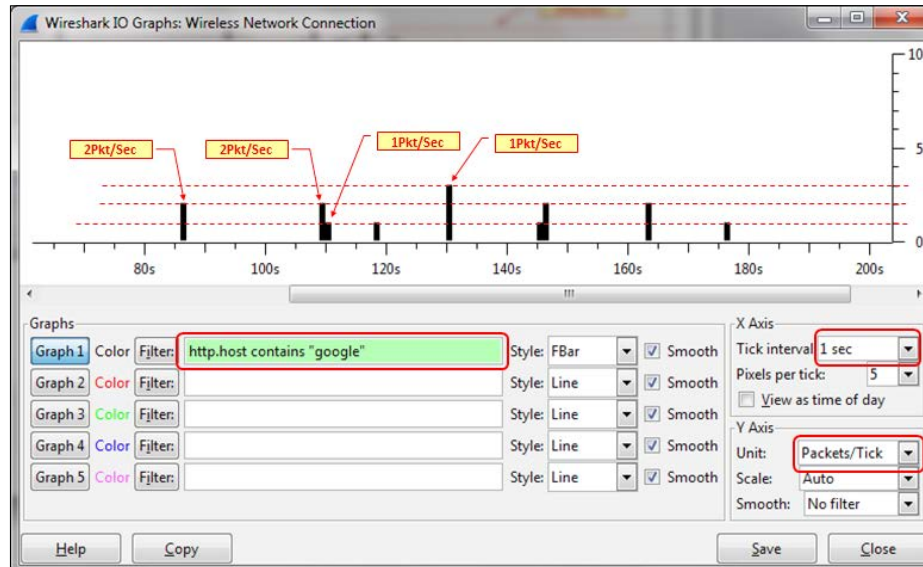 Wireshark IO Graphs: Wireless Network Connection
10
2Pkt/Sec 2Pkt/Sec 1Pkt/Sec 1Pkt/Sec
5
0
80s 100s 120s 140s 160s 180s 200s
Graphs
Graph 1 Color Filter: http.host contains "google" Style: FBar Smooth
Graph 2 Color Filter: Style: Line Smooth
Graph 3 Color Filter: Style: Line Smooth
Graph 4 Color Filter: Style: Line Smooth
Graph 5 Color Filter: Style: Line Smooth
X Axis
Tick interval 1 sec
Pixels per tick: 5
View as time of day
Y Axis
Unit: Packets/Tick
Scale: Auto
Smooth: No filter
Help Copy Save Close